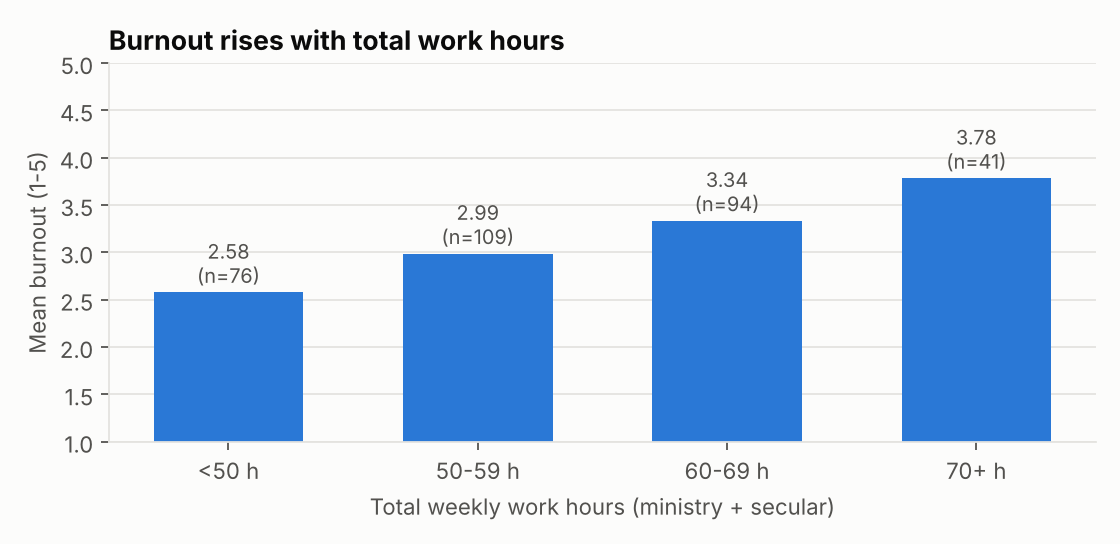 Burnout rises with total work hours
Mean burnout (1-5)
5.0
4.5
4.0
3.5
3.0
2.5
2.0
1.5
1.0
2.58
(n=76)
2.99
(n=109)
3.34
(n=94)
3.78
(n=41)
<50 h
50-59 h
60-69 h
70+ h
Total weekly work hours (ministry + secular)